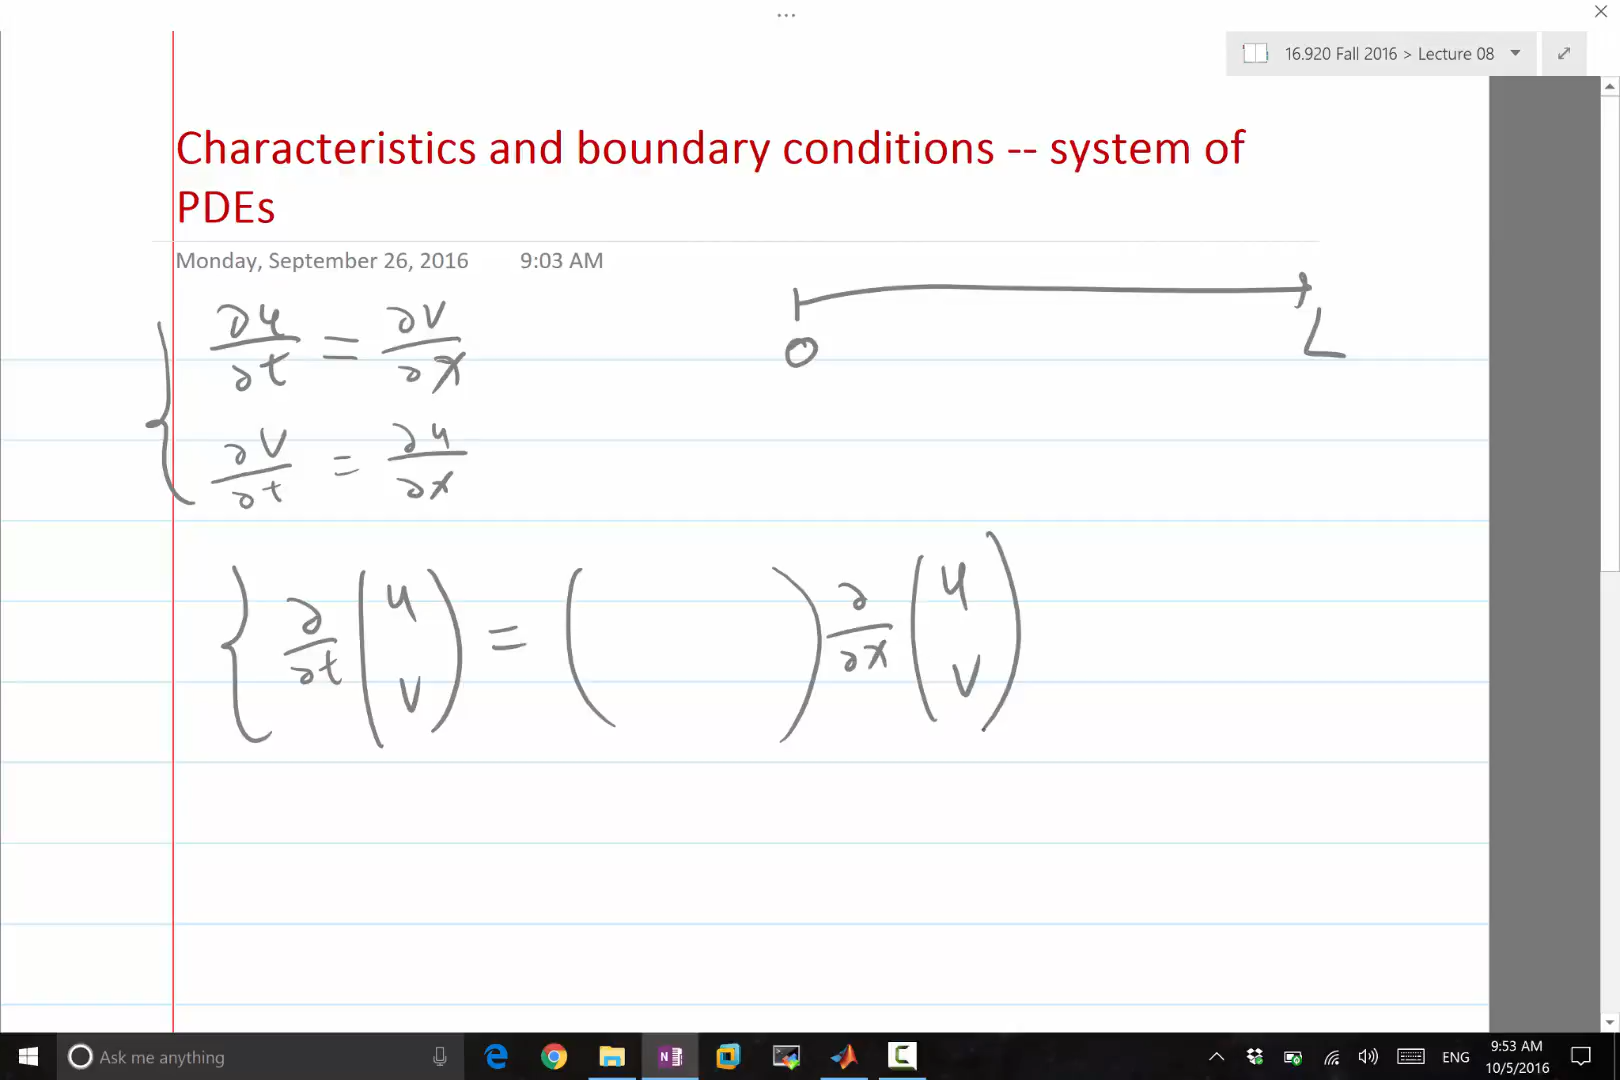 16.920 Fall 2016 > Lecture 08
Characteristics and boundary conditions -- system of
PDEs
Monday, September 26, 2016 9:03 AM
∂u/∂t = ∂v/∂x
0 L
∂v/∂t = ∂u/∂x
{ ∂/∂t (u v) = ( ) ∂/∂x (u v)
Ask me anything
ENG
9:53 AM
10/5/2016